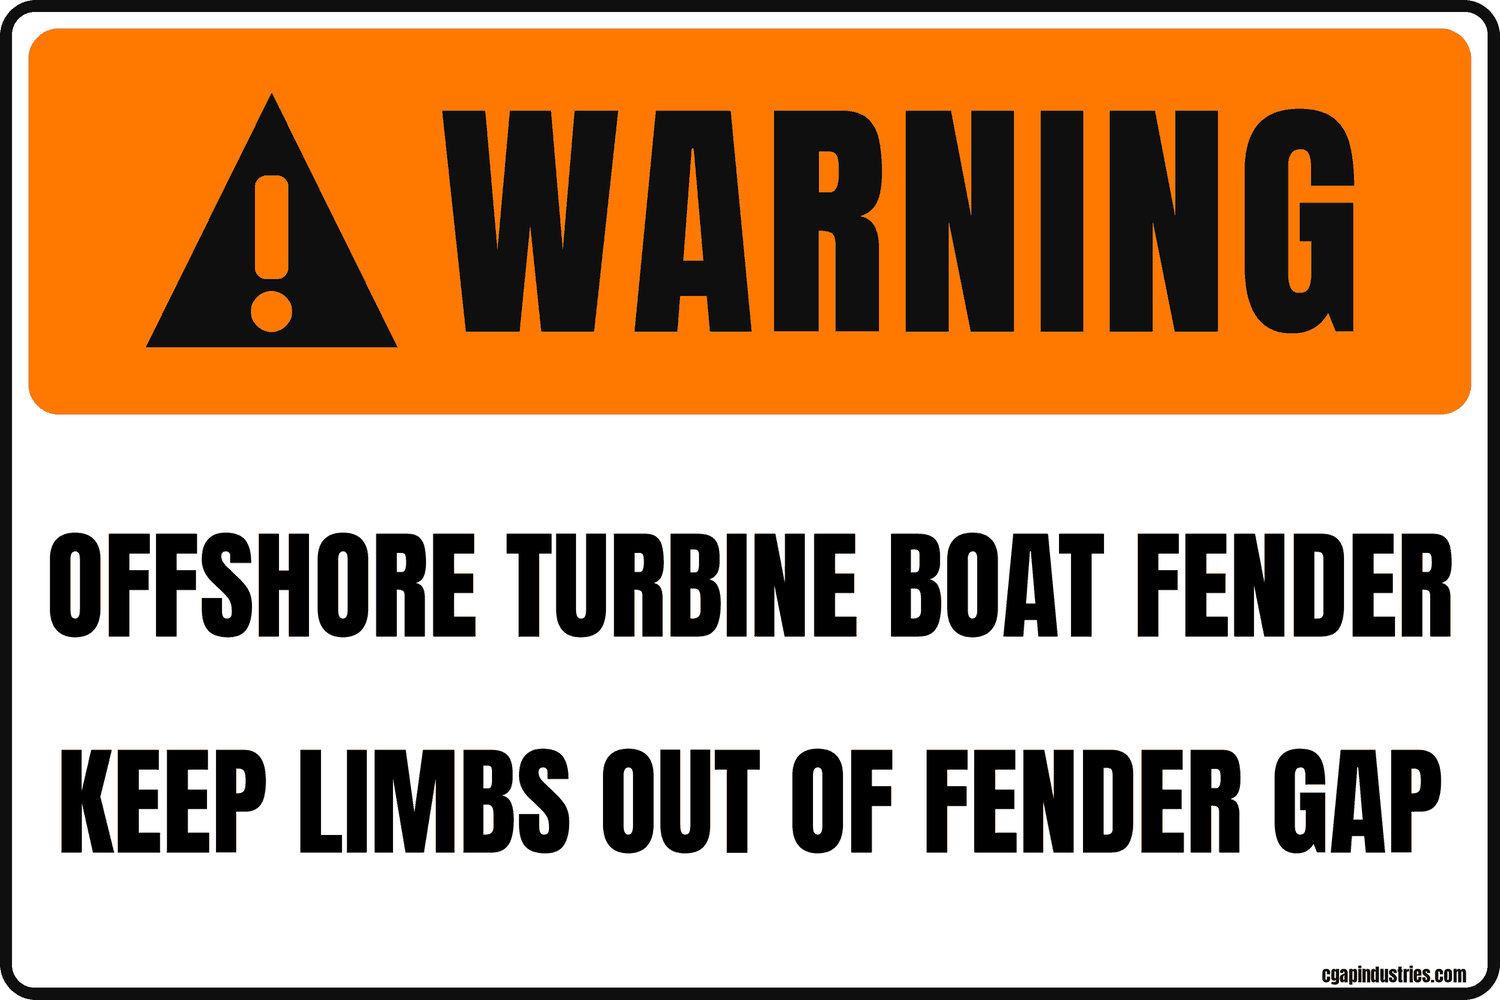 WARNING
OFFSHORE TURBINE BOAT FENDER
KEEP LIMBS OUT OF FENDER GAP
cgapindustries.com